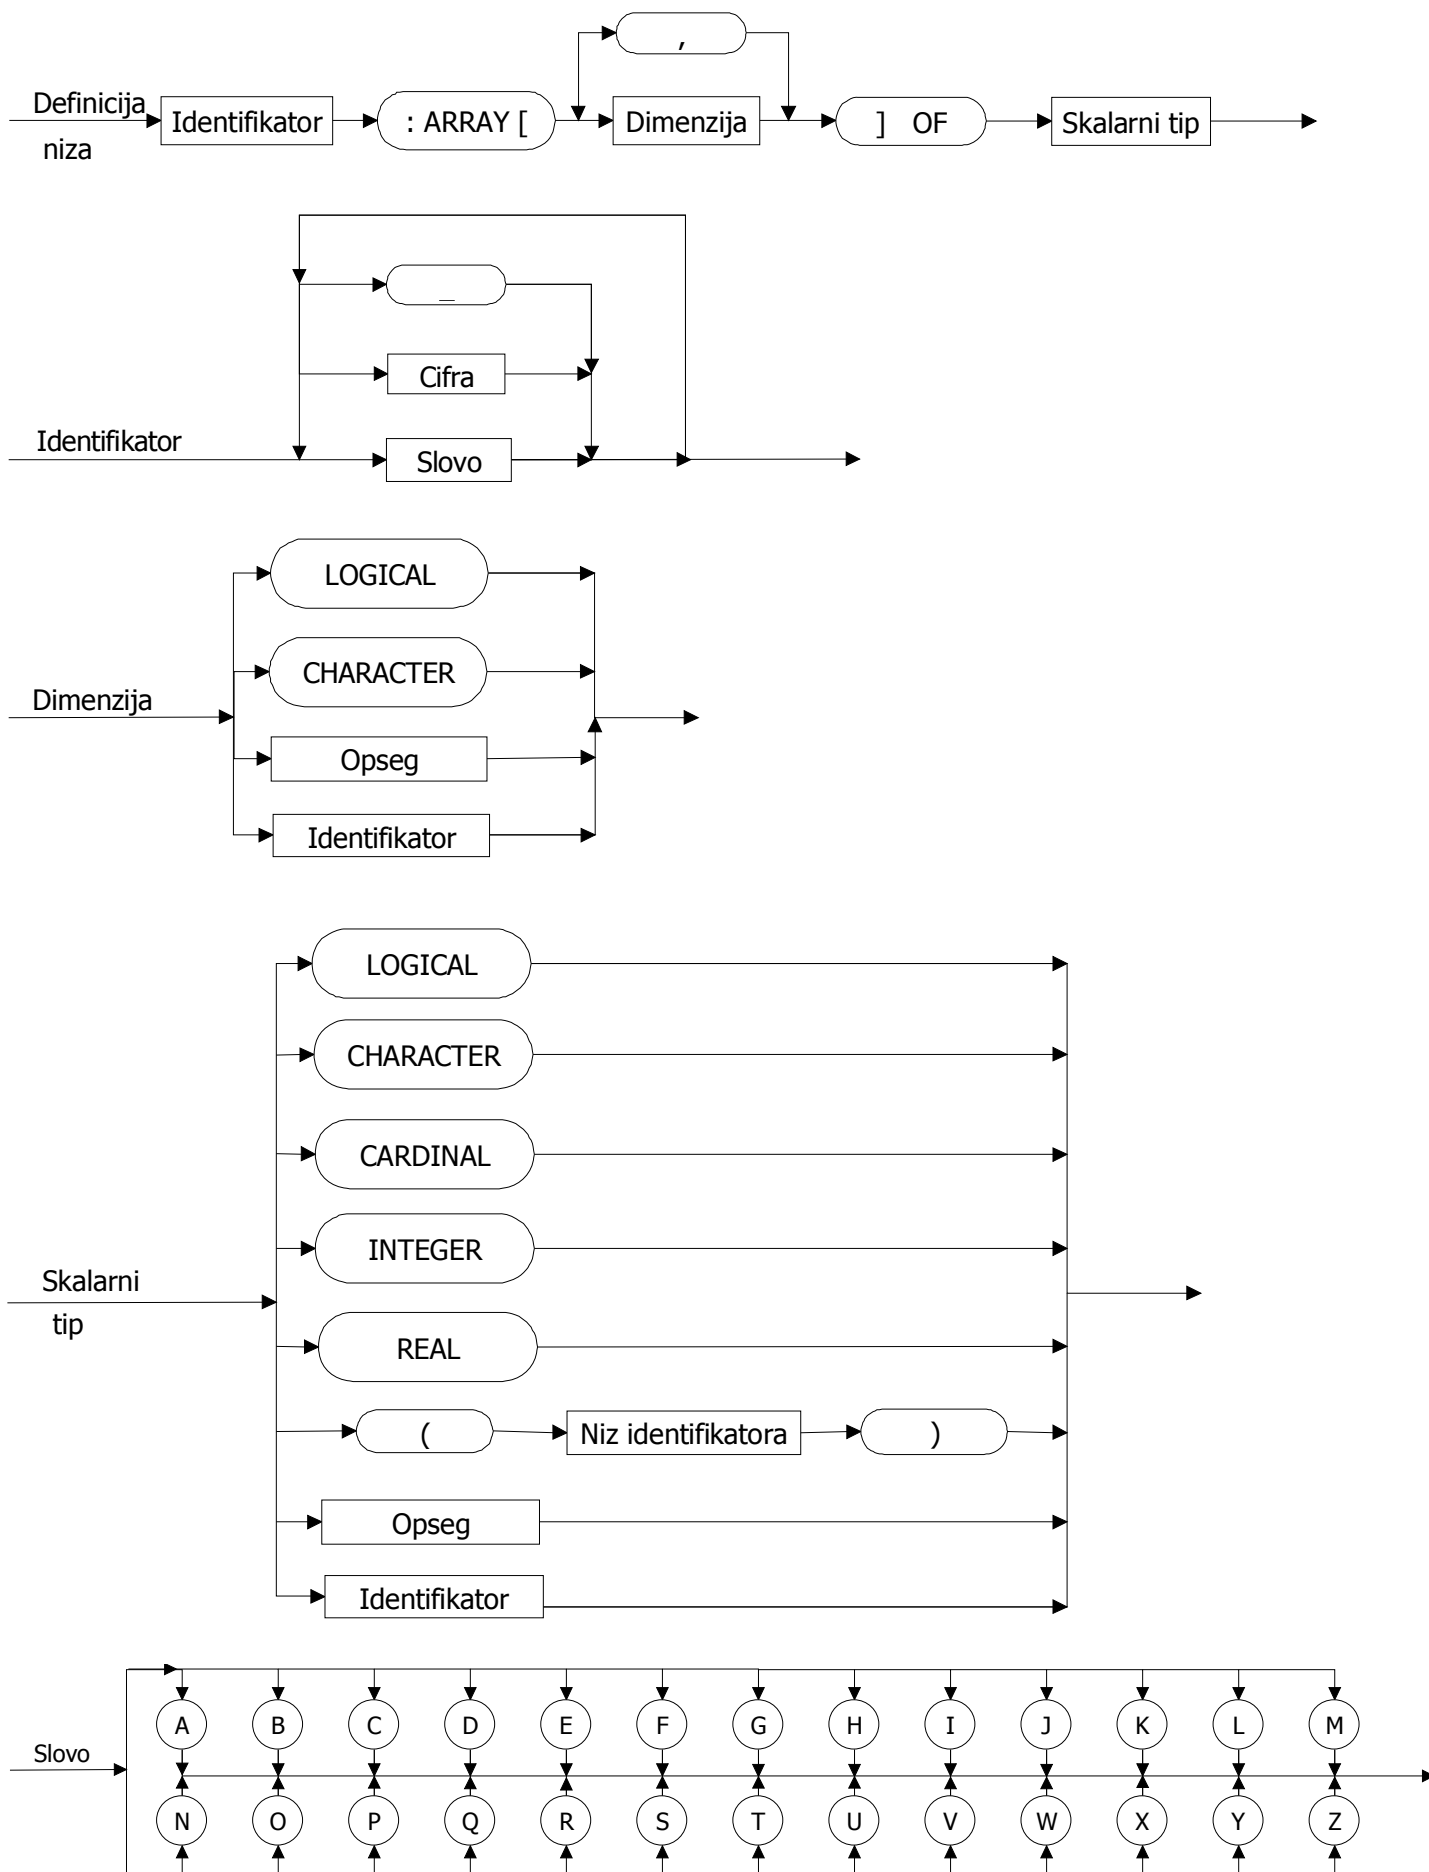 ,
Definicija niza Identifikator : ARRAY [ Dimenzija ] OF Skalarni tip
_
Cifra
Identifikator Slovo
LOGICAL
CHARACTER
Dimenzija
Opseg
Identifikator
LOGICAL
CHARACTER
CARDINAL
INTEGER
Skalarni tip
REAL
( Niz identifikatora )
Opseg
Identifikator
A B C D E F G H I J K L M
Slovo
N O P Q R S T U V W X Y Z